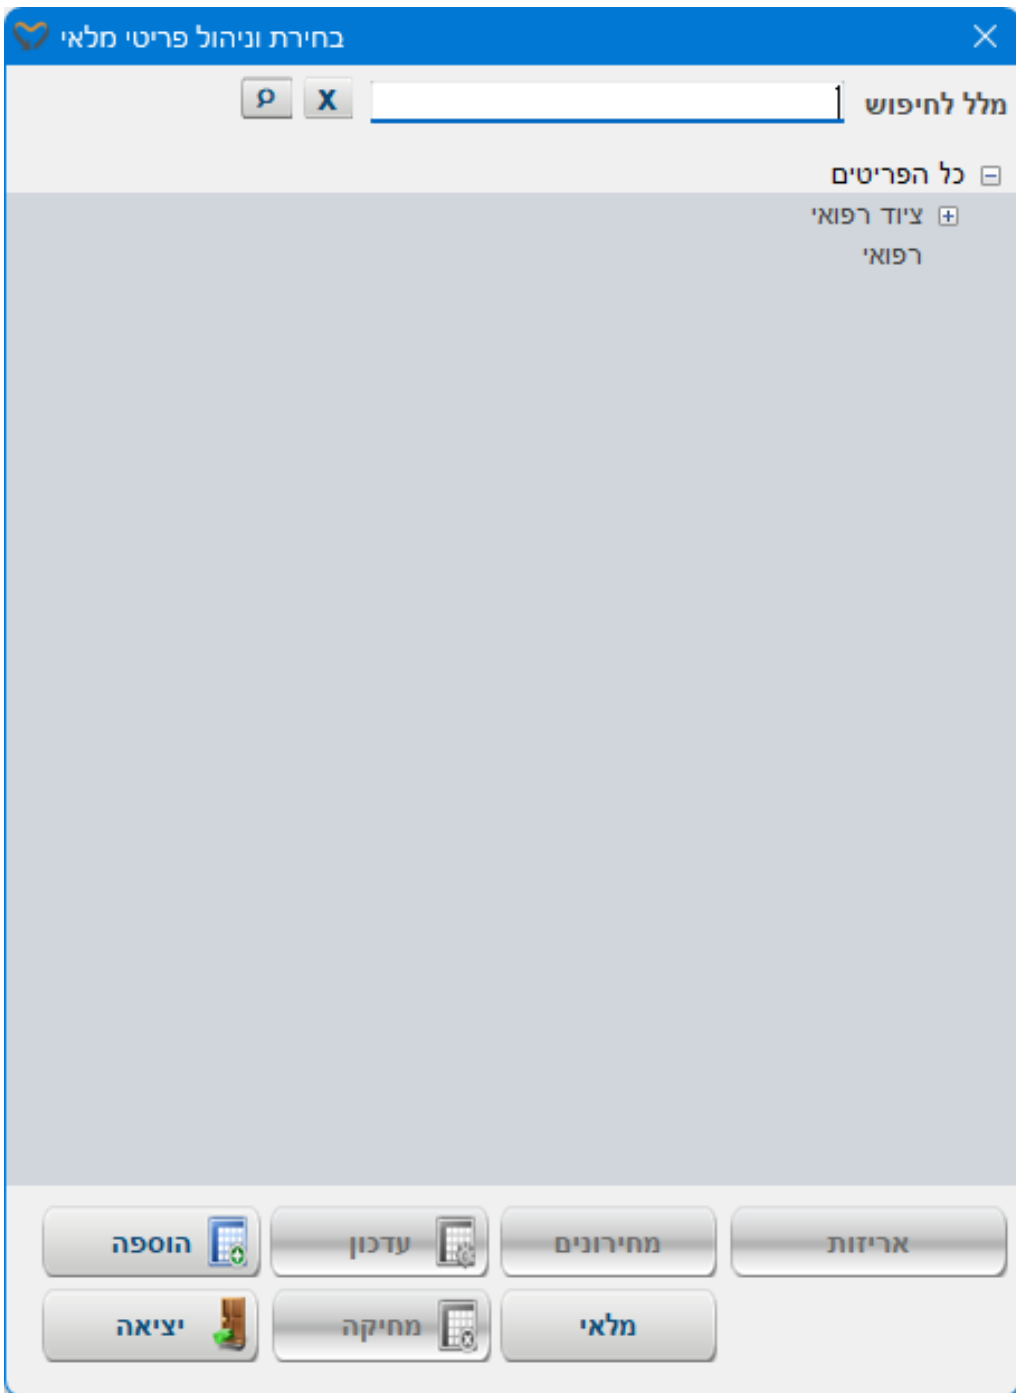 בחירת וניהול פריטי מלאי
מלל לחיפוש
X
כל הפריטים
ציוד רפואי
רפואי
אריזות
מחירונים
עדכון
הוספה
מלאי
מחיקה
יציאה